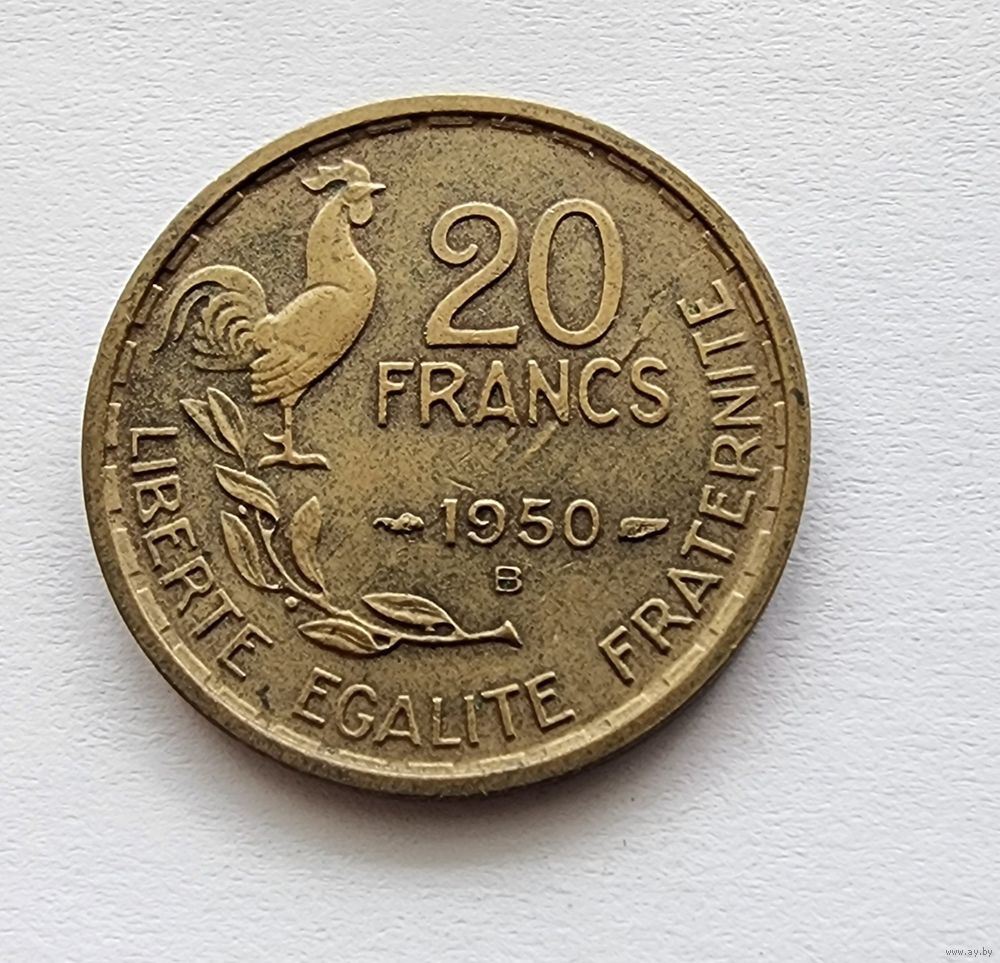 20
FRANCS
1950
B
LIBERTE EGALITE FRATERNITE
www.ay.by